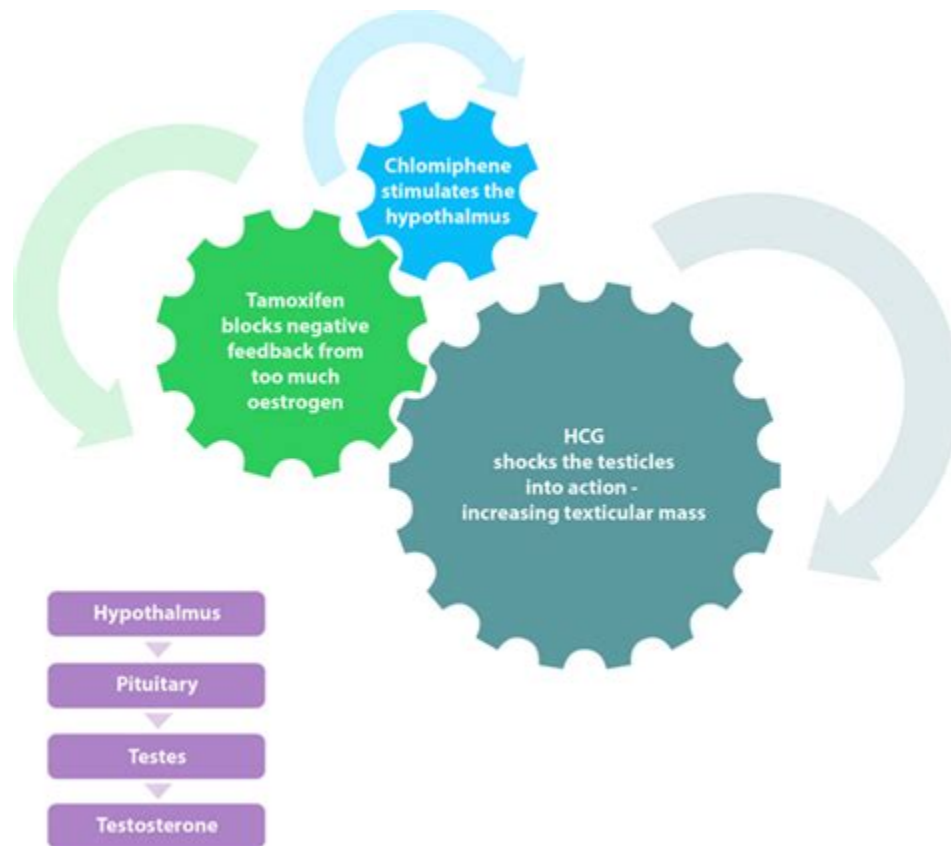 Chlomiphene
stimulates the
hypothalmus
Tamoxifen
blocks negative
feedback from
too much
oestrogen
HCG
shocks the testicles
into action -
increasing texticular mass
Hypothalmus
Pituitary
Testes
Testosterone